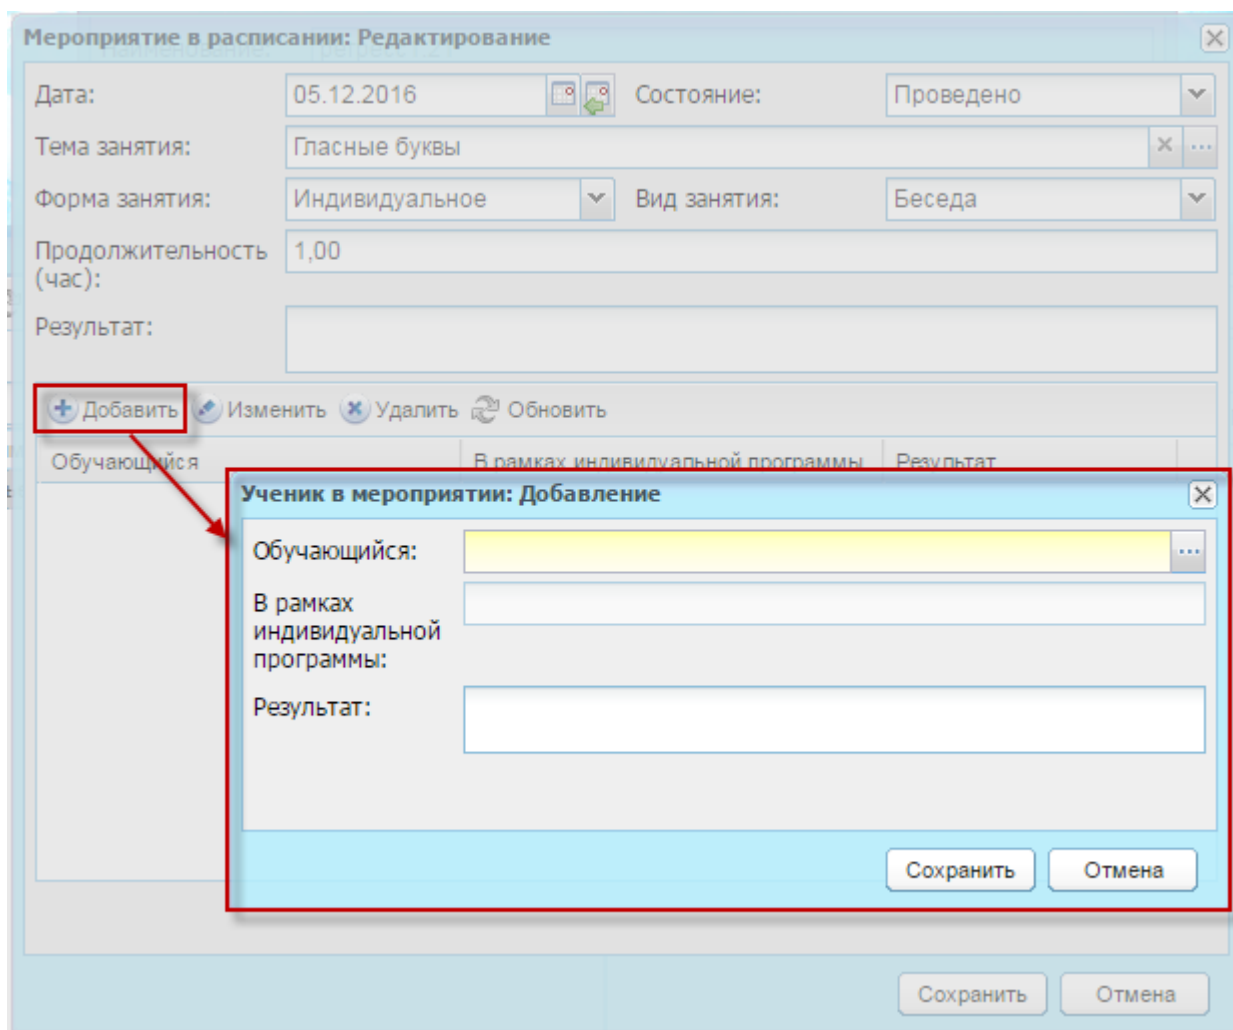 Мероприятие в расписании: Редактирование
Дата: 05.12.2016 Состояние: Проведено
Тема занятия: Гласные буквы
Форма занятия: Индивидуальное Вид занятия: Беседа
Продолжительность 1,00
(час):
Результат:
Добавить Изменить Удалить Обновить
Обучающийся В рамках индивидуальной программы Результат
Ученик в мероприятии: Добавление
Обучающийся:
В рамках
индивидуальной
программы:
Результат:
Сохранить Отмена
Сохранить Отмена